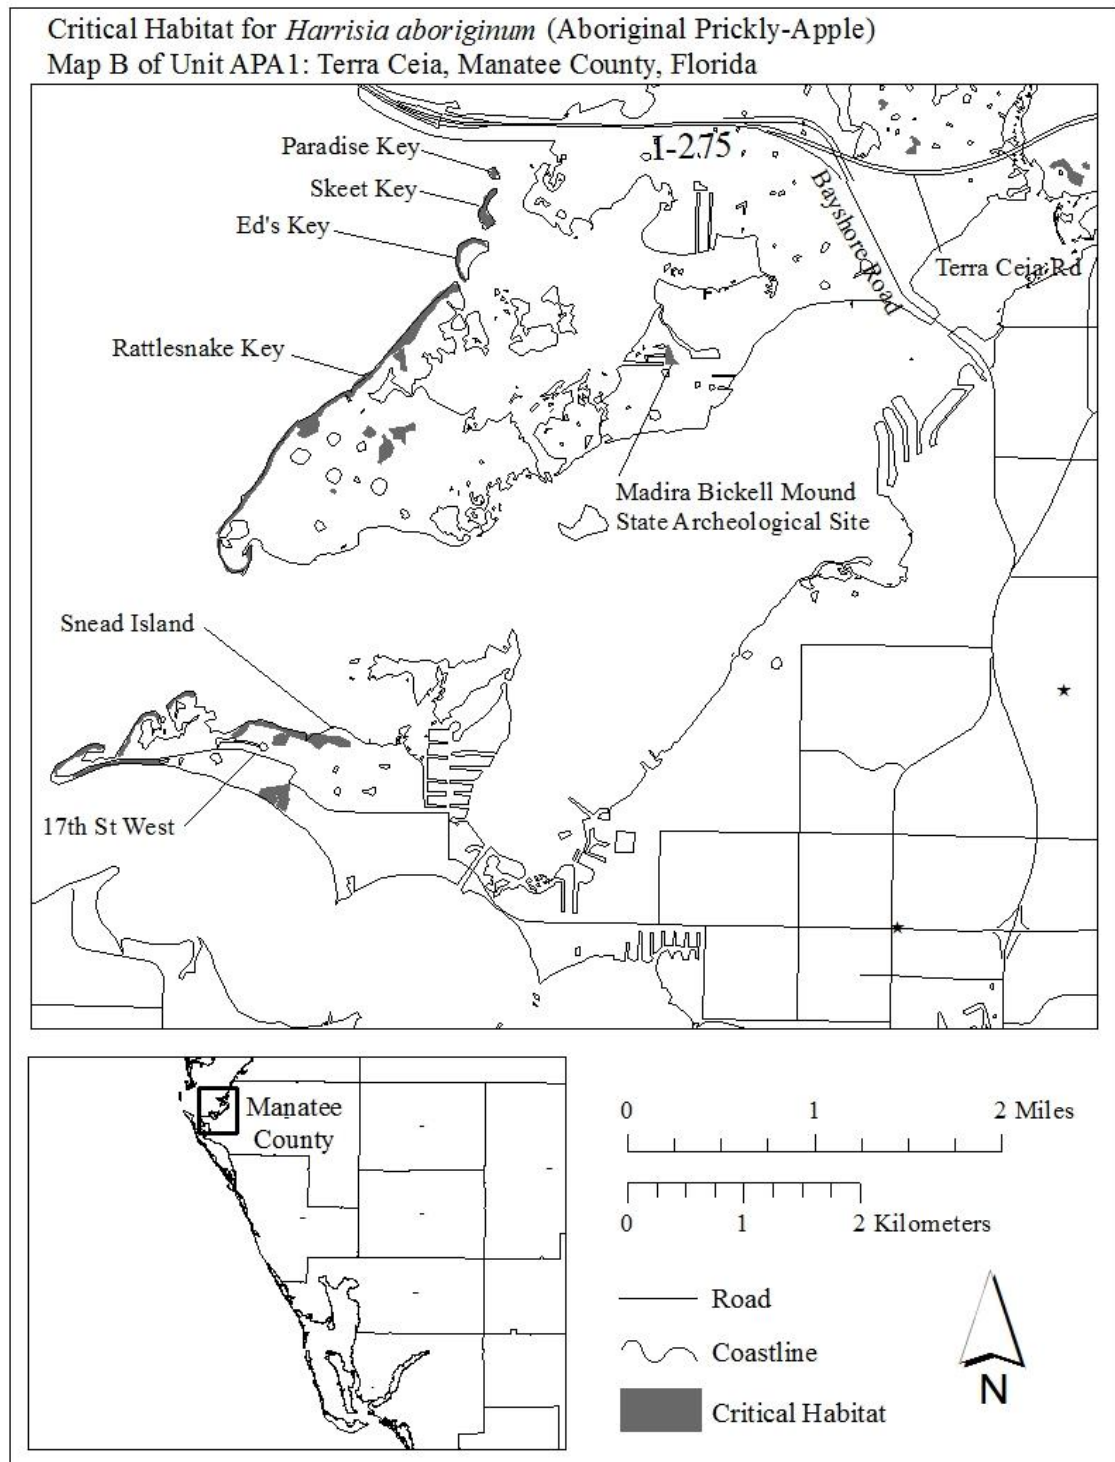 Critical Habitat for Harrisia aboriginum (Aboriginal Prickly-Apple)
Map B of Unit APA1: Terra Ceia, Manatee County, Florida
I-275
Paradise Key
Skeet Key
Ed's Key
Bayshore Road
Terra Ceia Rd
Rattlesnake Key
Madira Bickell Mound
State Archeological Site
Snead Island
17th St West
Manatee
County
0 1 2 Miles
0 1 2 Kilometers
Road
Coastline
Critical Habitat
N